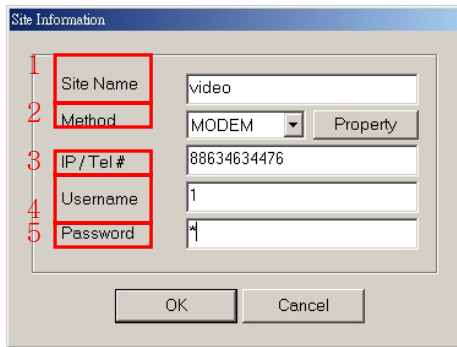 Site Information
1 Site Name video
2 Method MODEM Property
3 IP / Tel # 88634634476
4 Username 1
5 Password *
OK Cancel